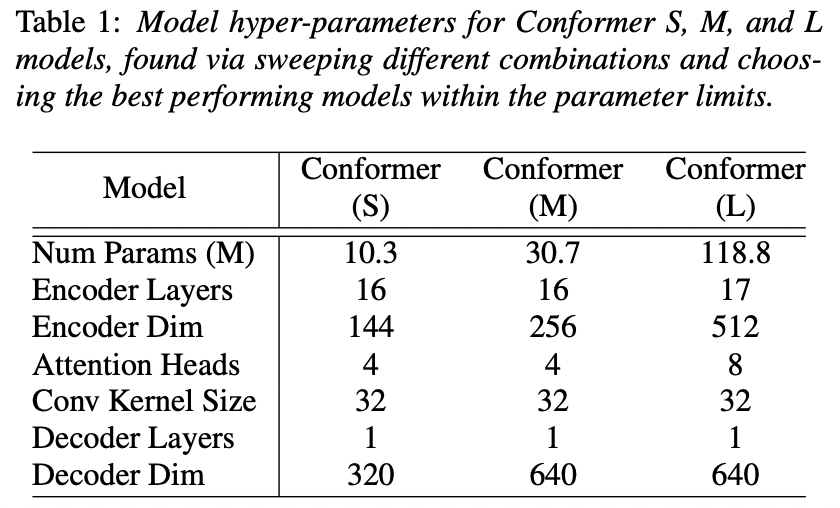 Table 1: Model hyper-parameters for Conformer S, M, and L
models, found via sweeping different combinations and choos-
ing the best performing models within the parameter limits.
Model Conformer (S) Conformer (M) Conformer (L)
Num Params (M) 10.3 30.7 118.8
Encoder Layers 16 16 17
Encoder Dim 144 256 512
Attention Heads 4 4 8
Conv Kernel Size 32 32 32
Decoder Layers 1 1 1
Decoder Dim 320 640 640